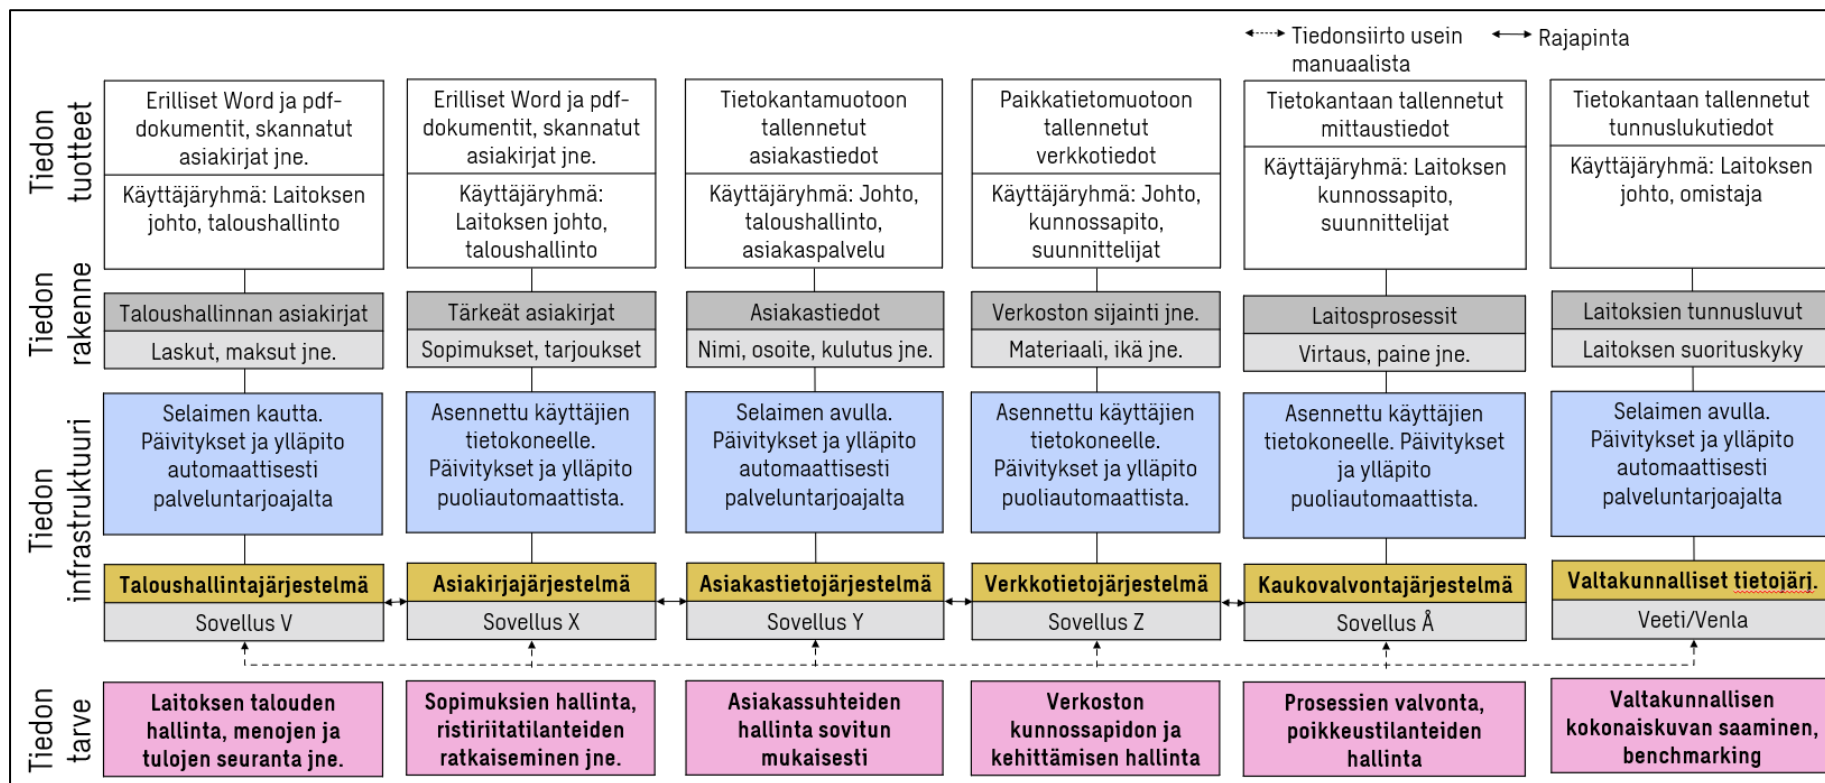 Tiedonsiirto usein
manuaalista
Rajapinta
Tiedon
tuotteet
Erilliset Word ja pdf-
dokumentit, skannatut
asiakirjat jne.
Käyttäjäryhmä: Laitoksen
johto, taloushallinto
Erilliset Word ja pdf-
dokumentit, skannatut
asiakirjat jne.
Käyttäjäryhmä:
Laitoksen johto,
taloushallinto
Tietokantamuotoon
tallennetut
asiakastiedot
Käyttäjäryhmä: Johto,
taloushallinto,
asiakaspalvelu
Paikkatietomuotoon
tallennetut
verkkotiedot
Käyttäjäryhmä: Johto,
kunnossapito,
suunnittelijat
Tietokantaan tallennetut
mittaustiedot
Käyttäjäryhmä: Laitoksen
kunnossapito,
suunnittelijat
Tietokantaan tallennetut
tunnuslukutiedot
Käyttäjäryhmä: Laitoksen
johto, omistaja
Tiedon
rakenne
Taloushallinnan asiakirjat
Laskut, maksut jne.
Tärkeät asiakirjat
Sopimukset, tarjoukset
Asiakastiedot
Nimi, osoite, kulutus jne.
Verkoston sijainti jne.
Materiaali, ikä jne.
Laitosprosessit
Virtaus, paine jne.
Laitoksien tunnusluvut
Laitoksen suorituskyky
Tiedon
infrastruktuuri
Selaimen kautta.
Päivitykset ja ylläpito
automaattisesti
palveluntarjoajalta
Asennettu käyttäjien
tietokoneelle.
Päivitykset ja ylläpito
puoliautomaattista.
Selaimen avulla.
Päivitykset ja ylläpito
automaattisesti
palveluntarjoajalta
Asennettu käyttäjien
tietokoneelle.
Päivitykset ja ylläpito
puoliautomaattista.
Asennettu käyttäjien
tietokoneelle. Päivitykset
ja ylläpito
puoliautomaattista.
Selaimen avulla.
Päivitykset ja ylläpito
automaattisesti
palveluntarjoajalta
Taloushallintajärjestelmä
Sovellus V
Asiakirjajärjestelmä
Sovellus X
Asiakastietojärjestelmä
Sovellus Y
Verkkotietojärjestelmä
Sovellus Z
Kaukovalvontajärjestelmä
Sovellus Å
Valtakunnalliset tietojärj.
Veeti/Venla
Tiedon
tarve
Laitoksen talouden
hallinta, menojen ja
tulojen seuranta jne.
Sopimuksien hallinta,
ristiriitatilanteiden
ratkaiseminen jne.
Asiakassuhteiden
hallinta sovitun
mukaisesti
Verkoston
kunnossapidon ja
kehittämisen hallinta
Prosessien valvonta,
poikkeustilanteiden
hallinta
Valtakunnallisen
kokonaiskuvan saaminen,
benchmarking